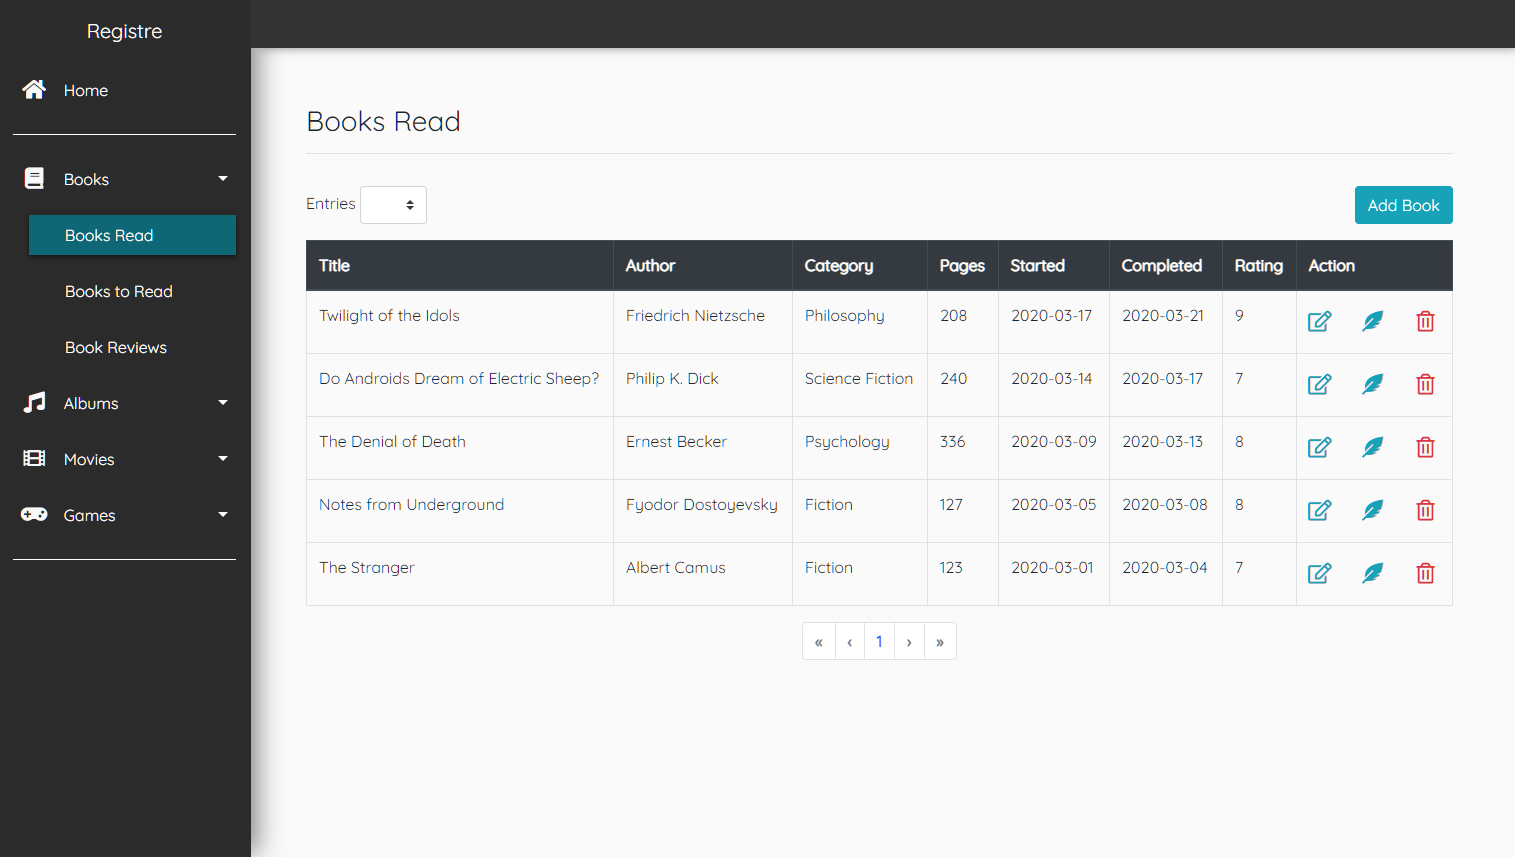 Registre
Home
Books
Books Read
Books to Read
Book Reviews
Albums
Movies
Games
Books Read
Entries
Add Book
Title Author Category Pages Started Completed Rating Action
Twilight of the Idols Friedrich Nietzsche Philosophy 208 2020-03-17 2020-03-21 9
Do Androids Dream of Electric Sheep? Philip K. Dick Science Fiction 240 2020-03-14 2020-03-17 7
The Denial of Death Ernest Becker Psychology 336 2020-03-09 2020-03-13 8
Notes from Underground Fyodor Dostoyevsky Fiction 127 2020-03-05 2020-03-08 8
The Stranger Albert Camus Fiction 123 2020-03-01 2020-03-04 7
« ‹ 1 › »